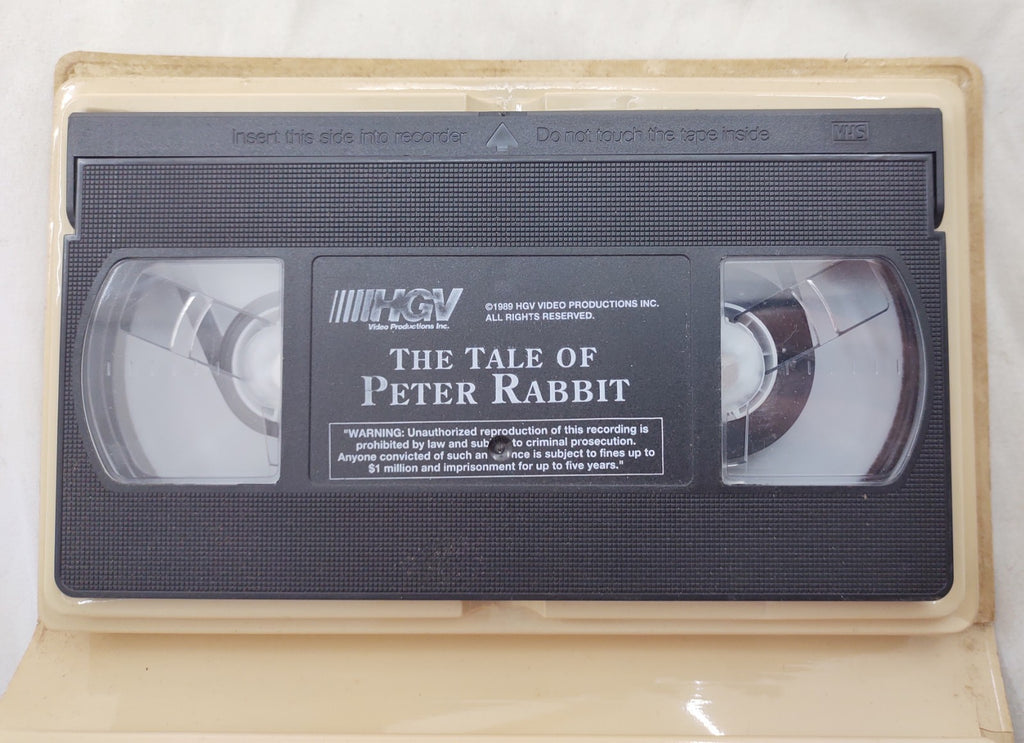 Insert this side into recorder Do not touch the tape inside VHS
HGV
Video Productions Inc.
©1989 HGV VIDEO PRODUCTIONS INC.
ALL RIGHTS RESERVED.
THE TALE OF
PETER RABBIT
"WARNING: Unauthorized reproduction of this recording is
prohibited by law and to criminal prosecution.
Anyone convicted of such an is subject to fines up to
$1 million and imprisonment for up to five years."